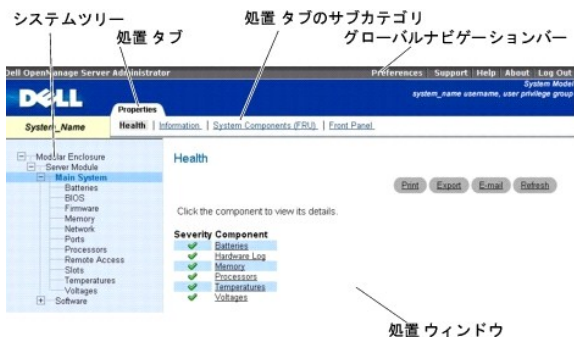 システムツリー
処置 タブ
処置 タブのサブカテゴリ
グローバルナビゲーションバー
Dell OpenManage Server Administrator
Preferences | Support | Help | About | Log Out
DELL
System Model
system_name username, user privilege group
Properties
System_Name
Health | Information | System Components (FRU) | Front Panel
Modular Enclosure
Server Module
Main System
Batteries
BIOS
Firmware
Memory
Network
Ports
Processors
Remote Access
Slots
Temperatures
Voltages
Software
Health
Print Export E-mail Refresh
Click the component to view its details.
Severity Component
Batteries
Hardware Log
Memory
Processors
Temperatures
Voltages
処置 ウィンドウ